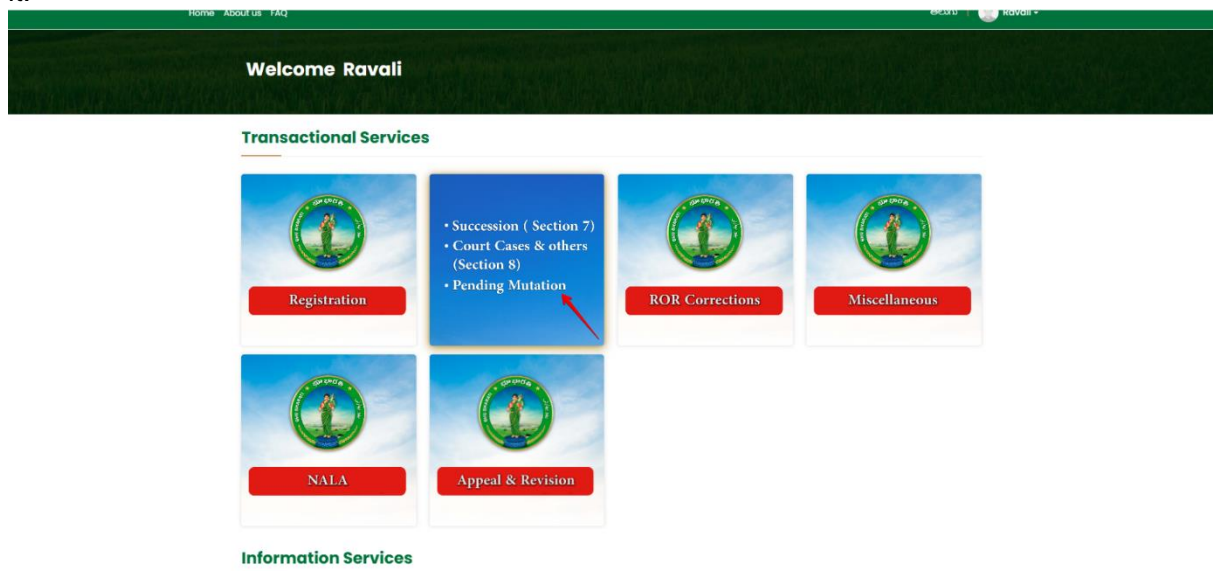 Home About us FAQ తెలుగు | Ravali
Welcome Ravali
Transactional Services
Registration
• Succession ( Section 7)
• Court Cases & others
(Section 8)
• Pending Mutation
ROR Corrections
Miscellaneous
NALA
Appeal & Revision
Information Services